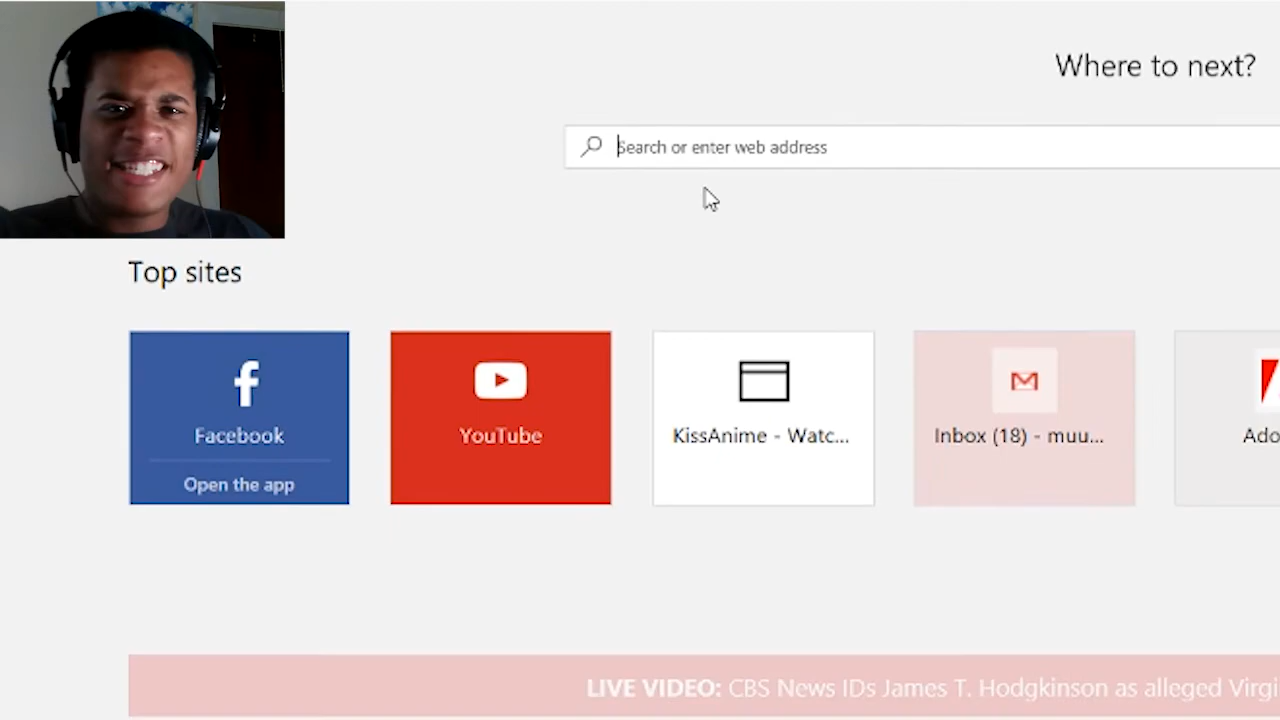 Where to next?
Search or enter web address
Top sites
Facebook
Open the app
YouTube
KissAnime - Watc...
Inbox (18) - muu...
Ado
LIVE VIDEO: CBS News IDs James T. Hodgkinson as alleged Virgi